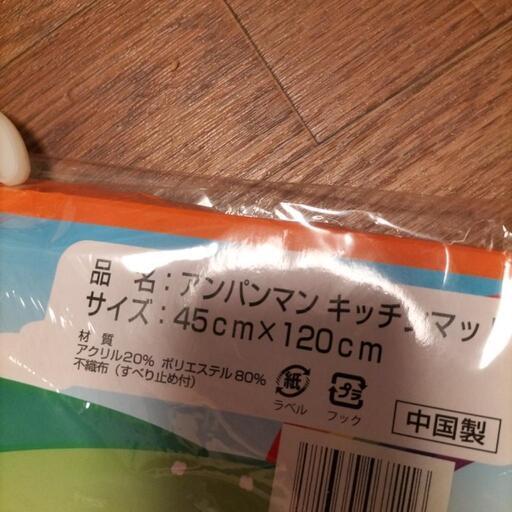 品 名：アンパンマン キッチンマッ
サイズ：45cm×120cm
材 質
アクリル20% ポリエステル80%
不織布（すべり止め付）
紙 プラ
ラベル フック
中国製